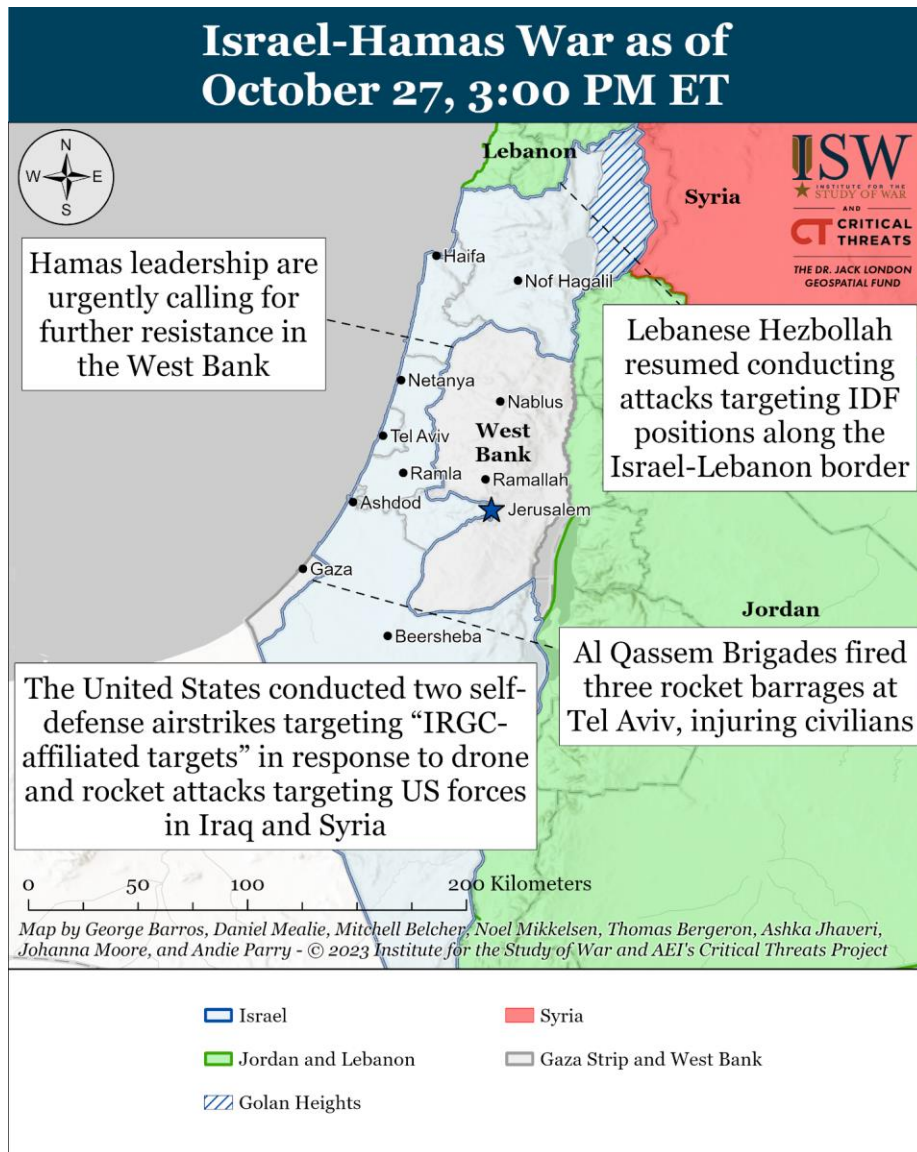 Israel-Hamas War as of
October 27, 3:00 PM ET
N
W
E
S
Lebanon
Syria
ISW
INSTITUTE FOR THE
STUDY OF WAR
AND
CT CRITICAL
THREATS
THE DR. JACK LONDON
GEOSPATIAL FUND
Haifa
Nof Hagalil
Hamas leadership are
urgently calling for
further resistance in
the West Bank
Lebanese Hezbollah
resumed conducting
attacks targeting IDF
positions along the
Israel-Lebanon border
Netanya
Nablus
Tel Aviv
West
Bank
Ramla
Ramallah
Ashdod
Jerusalem
Gaza
Jordan
Beersheba
Al Qassem Brigades fired
three rocket barrages at
Tel Aviv, injuring civilians
The United States conducted two self-
defense airstrikes targeting “IRGC-
affiliated targets” in response to drone
and rocket attacks targeting US forces
in Iraq and Syria
0 50 100 200 Kilometers
Map by George Barros, Daniel Mealie, Mitchell Belcher, Noel Mikkelsen, Thomas Bergeron, Ashka Jhaveri,
Johanna Moore, and Andie Parry - © 2023 Institute for the Study of War and AEI's Critical Threats Project
Israel
Syria
Jordan and Lebanon
Gaza Strip and West Bank
Golan Heights